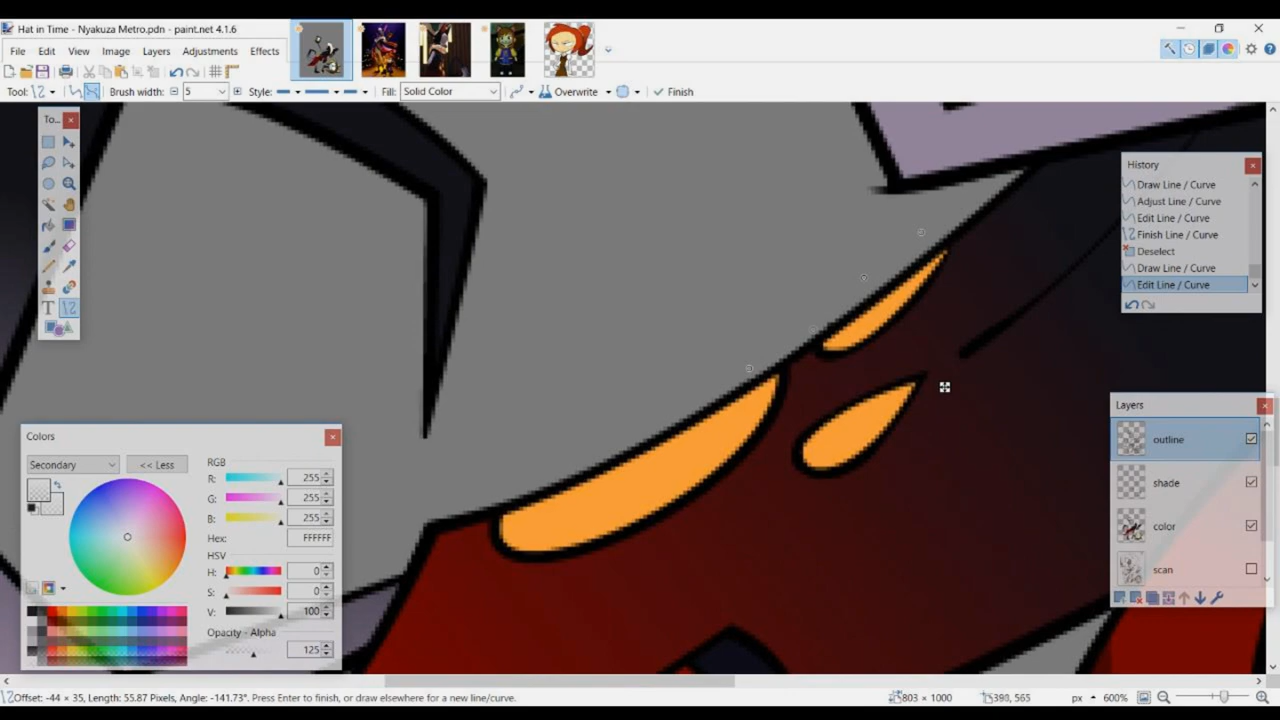 Hat in Time - Nyakuza Metro.pdn - paint.net 4.1.6
File Edit View Image Layers Adjustments Effects
Tool: Brush width: 5 Style: Fill: Solid Color Overwrite Finish
To...
T
History
Draw Line / Curve
Adjust Line / Curve
Edit Line / Curve
Finish Line / Curve
Deselect
Draw Line / Curve
Edit Line / Curve
Colors
Secondary << Less
RGB
R: 255
G: 255
B: 255
Hex: FFFFFF
HSV
H: 0
S: 0
V: 100
Opacity - Alpha
125
Layers
outline
shade
color
scan
Offset: -44 × 35, Length: 55.87 Pixels, Angle: -141.73°. Press Enter to finish, or draw elsewhere for a new line/curve. 803 × 1000 398, 565 px 600%